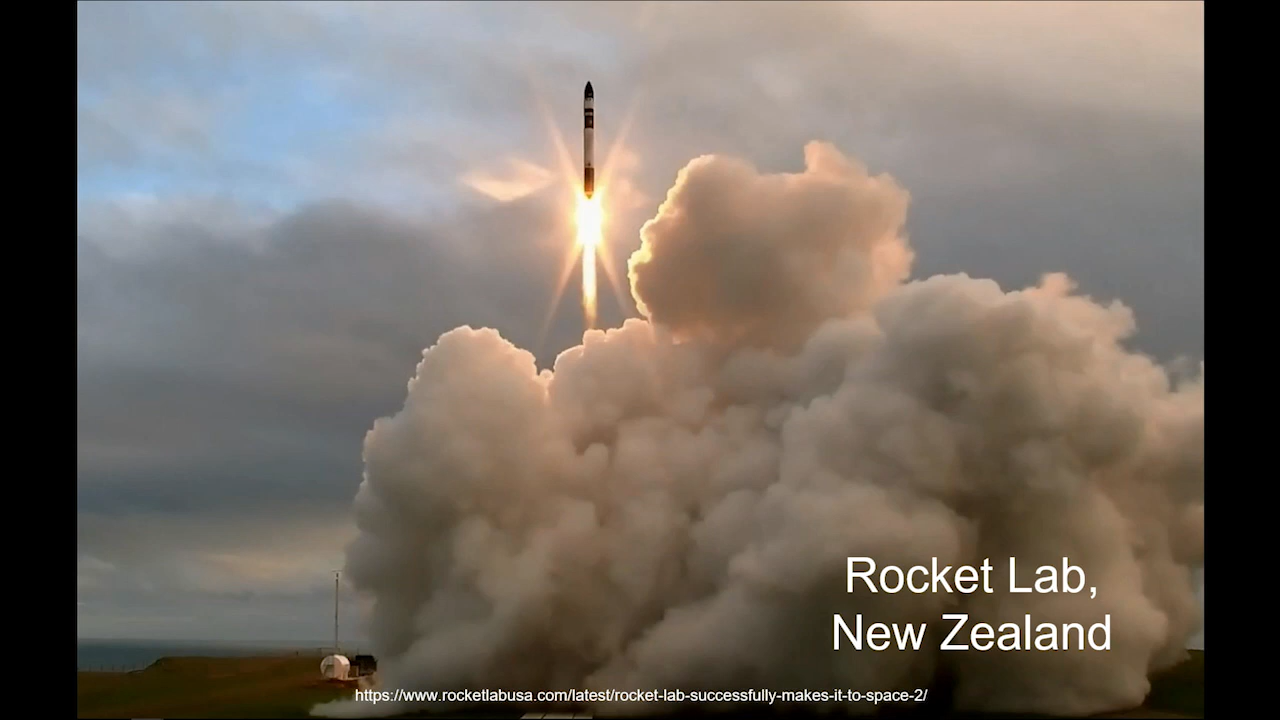 Rocket Lab,
New Zealand
https://www.rocketlabusa.com/latest/rocket-lab-successfully-makes-it-to-space-2/